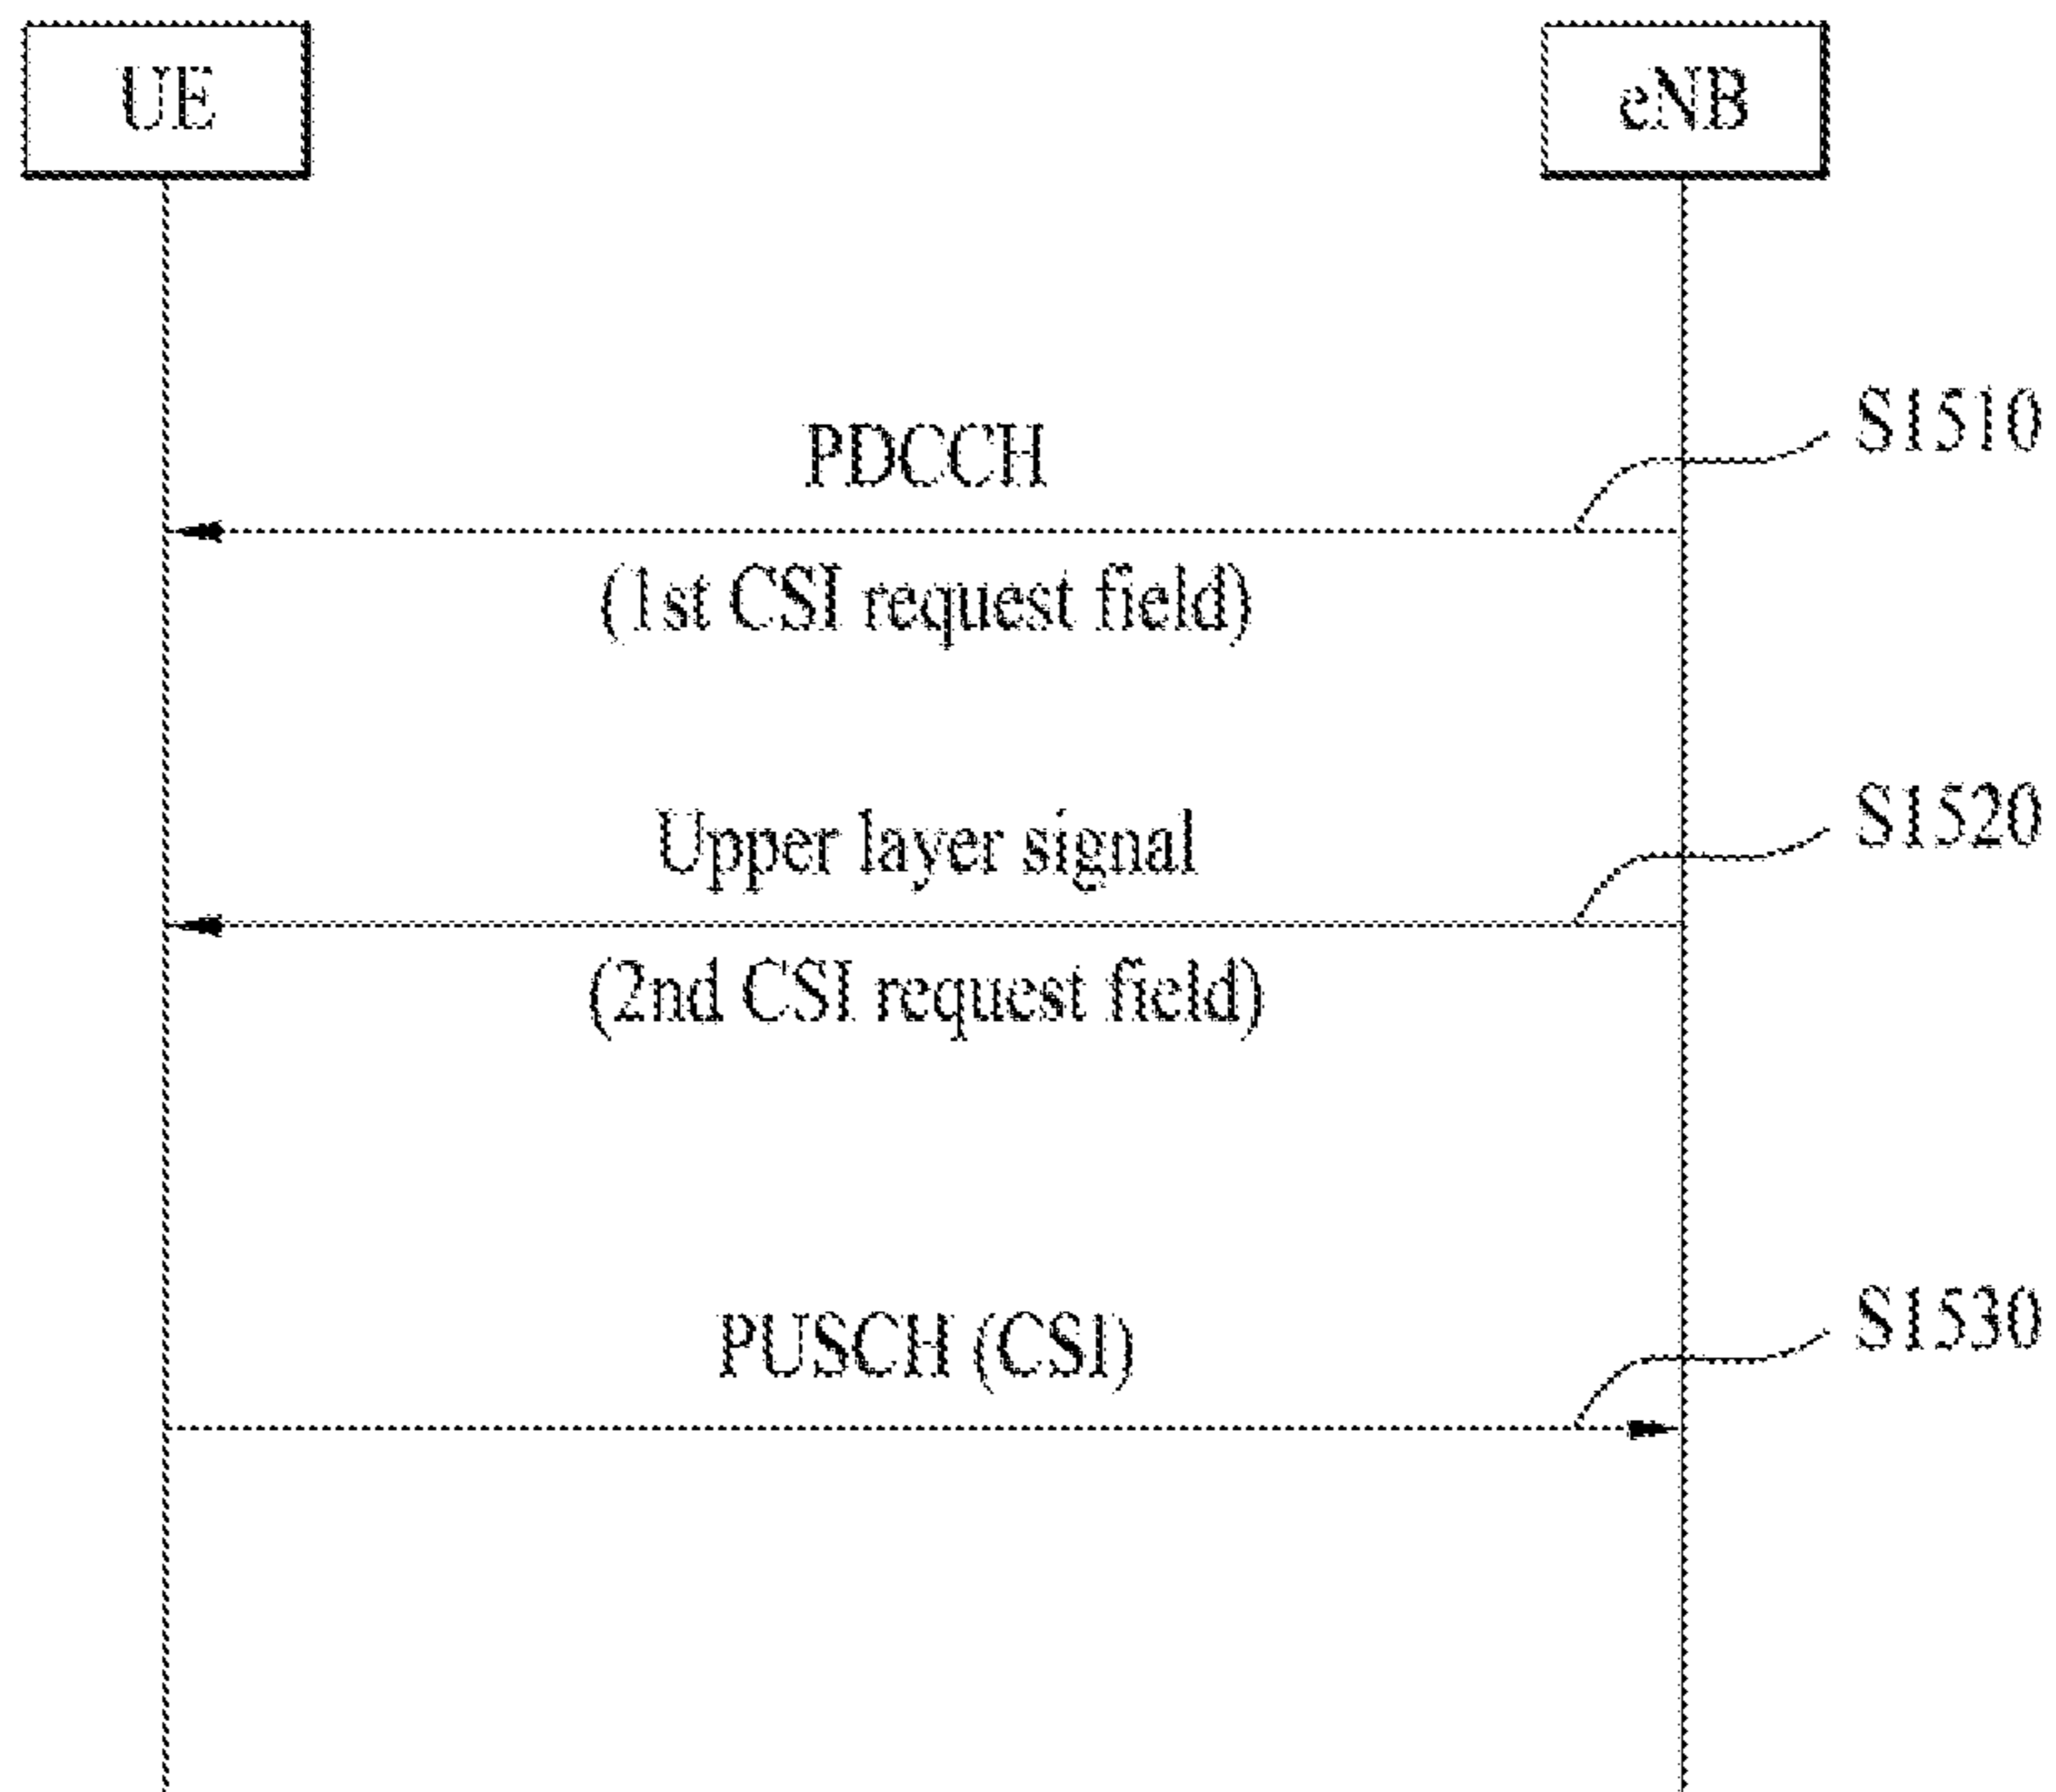 UE
eNB
S1510
PDCCH
(1st CSI request field)
S1520
Upper layer signal
(2nd CSI request field)
S1530
PUSCH (CSI)